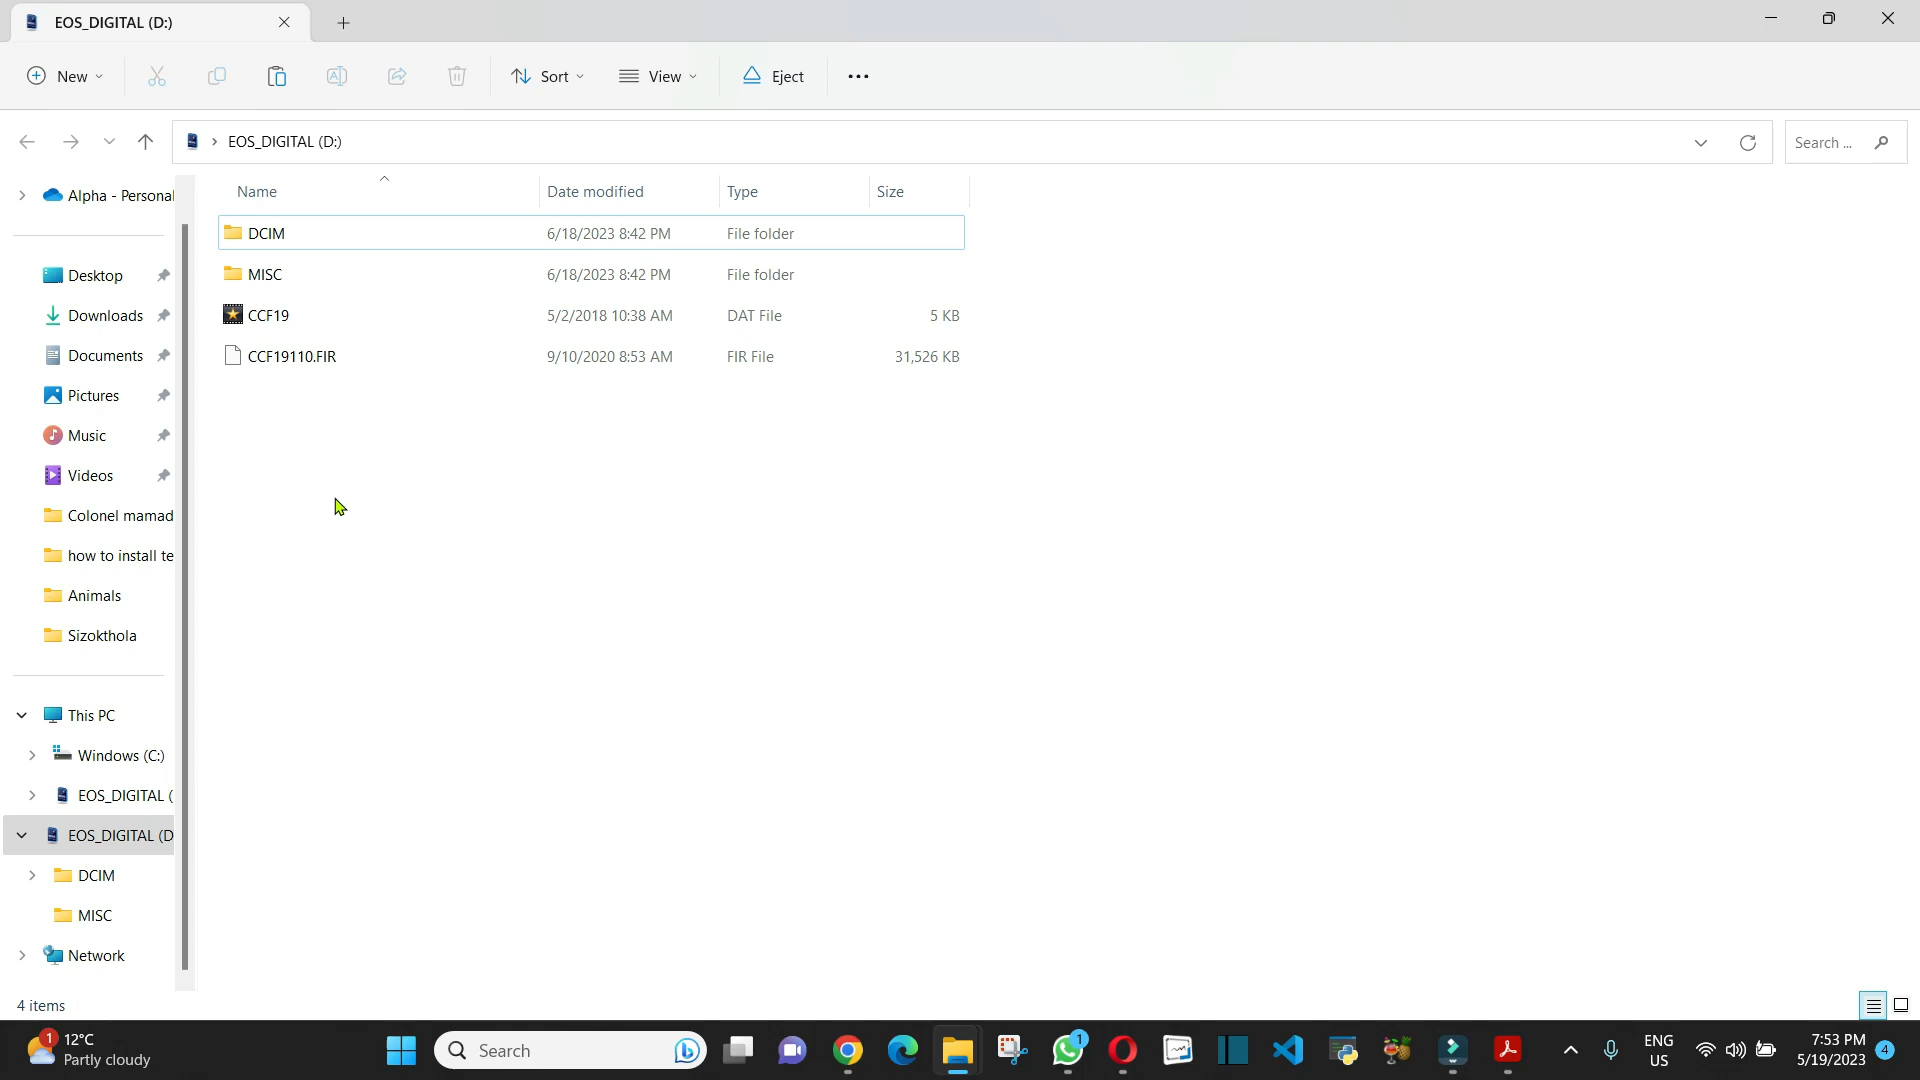 EOS_DIGITAL (D:)
New
Sort
View
Eject
EOS_DIGITAL (D:)
Search ...
Name Date modified Type Size
DCIM 6/18/2023 8:42 PM File folder
MISC 6/18/2023 8:42 PM File folder
CCF19 5/2/2018 10:38 AM DAT File 5 KB
CCF19110.FIR 9/10/2020 8:53 AM FIR File 31,526 KB
Alpha - Personal
Desktop
Downloads
Documents
Pictures
Music
Videos
Colonel mamad
how to install te
Animals
Sizokthola
This PC
Windows (C:)
EOS_DIGITAL (
EOS_DIGITAL (D
DCIM
MISC
Network
4 items
1
12°C
Partly cloudy
Search
1
ENG
US
7:53 PM
5/19/2023
4